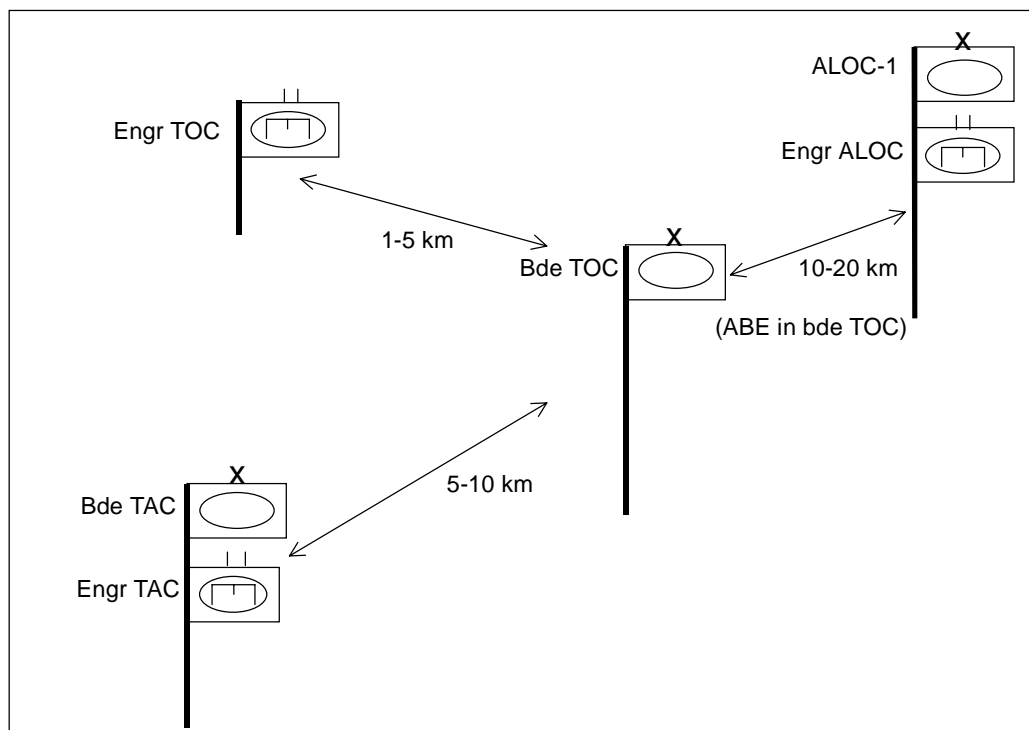 X
ALOC-1
Engr TOC
Engr ALOC
1-5 km
X
Bde TOC
10-20 km
(ABE in bde TOC)
X
Bde TAC
5-10 km
Engr TAC